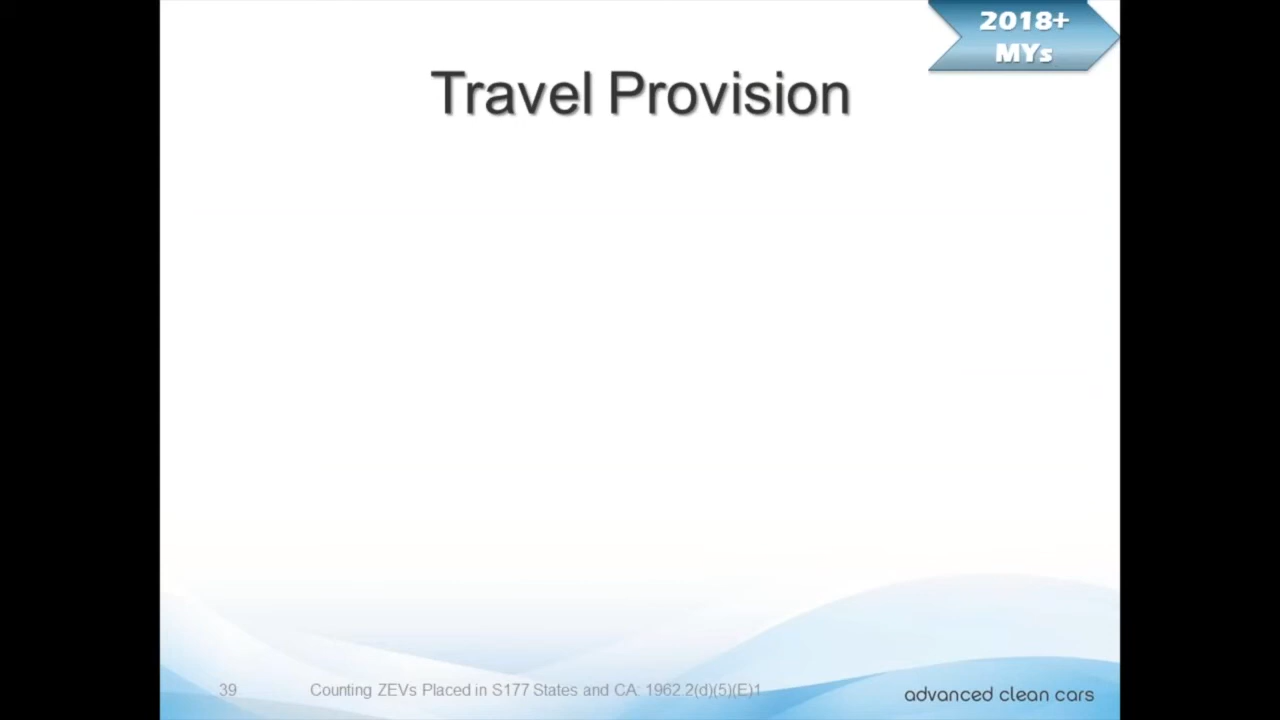 2018+
MYs
Travel Provision
39
Counting ZEVs Placed in S177 States and CA: 1962.2(d)(5)(E)1
advanced clean cars